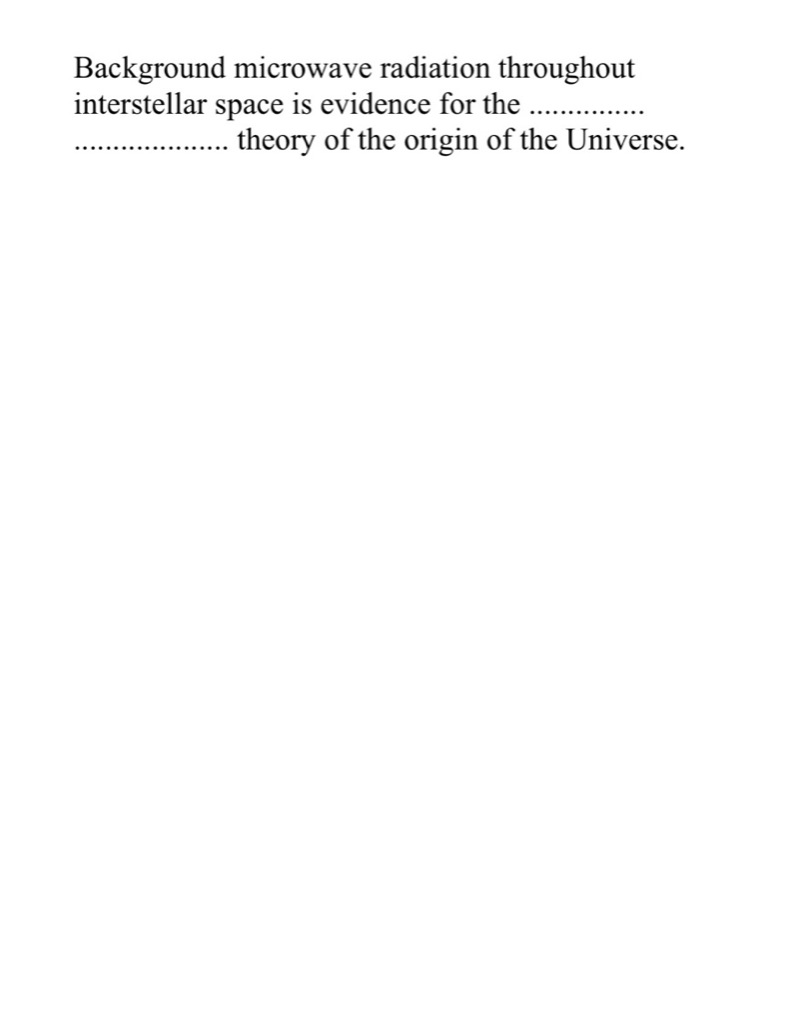 Background microwave radiation throughout
interstellar space is evidence for the ...............
.................... theory of the origin of the Universe.